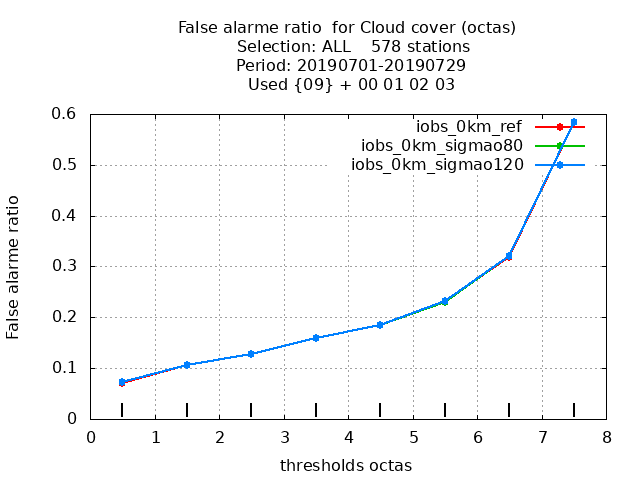 False alarme ratio  for Cloud cover (octas)
Selection: ALL    578 stations
Period: 20190701-20190729
Used {09} + 00 01 02 03
iobs_0km_ref
iobs_0km_sigmao80
iobs_0km_sigmao120
False alarme ratio
0.6
0.5
0.4
0.3
0.2
0.1
0
0 1 2 3 4 5 6 7 8
thresholds octas